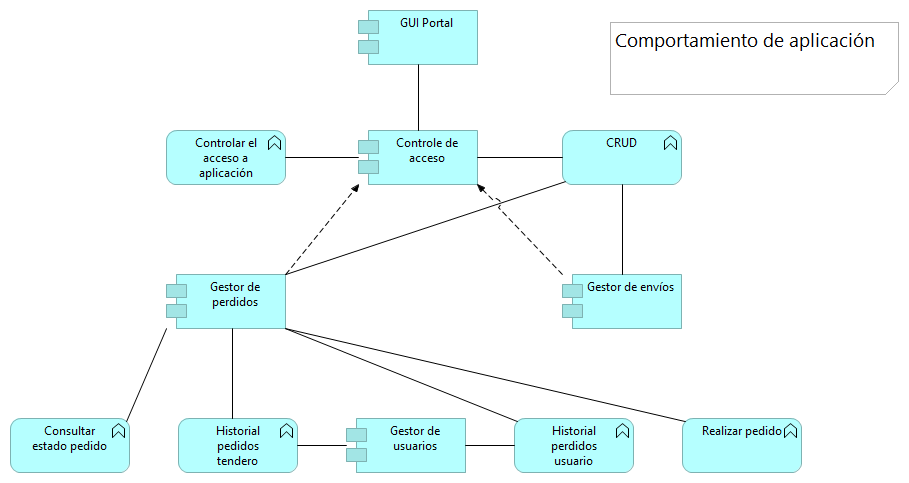 GUI Portal
Comportamiento de aplicación
Controlar el
acceso a
aplicación
Controle de
acceso
CRUD
Gestor de
perdidos
Gestor de envíos
Consultar
estado pedido
Historial
pedidos
tendero
Gestor de
usuarios
Historial
perdidos
usuario
Realizar pedido